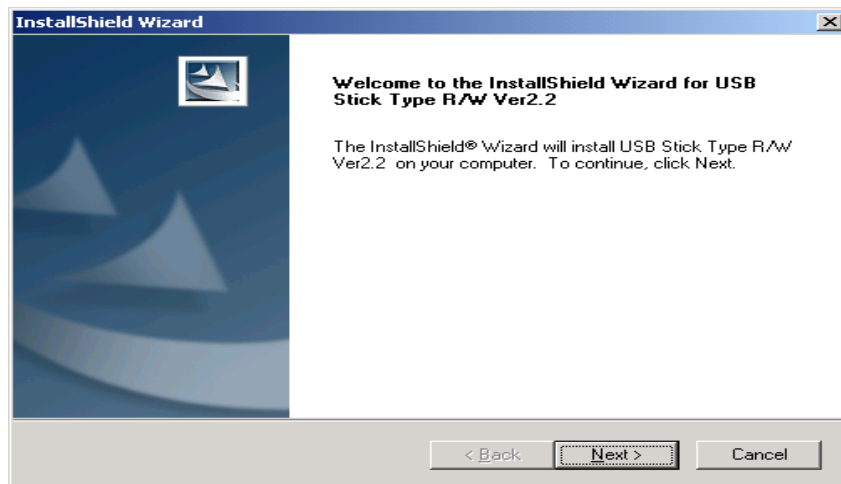 InstallShield Wizard
Welcome to the InstallShield Wizard for USB
Stick Type R/W Ver2.2
The InstallShield® Wizard will install USB Stick Type R/W
Ver2.2 on your computer. To continue, click Next.
< Back
Next >
Cancel